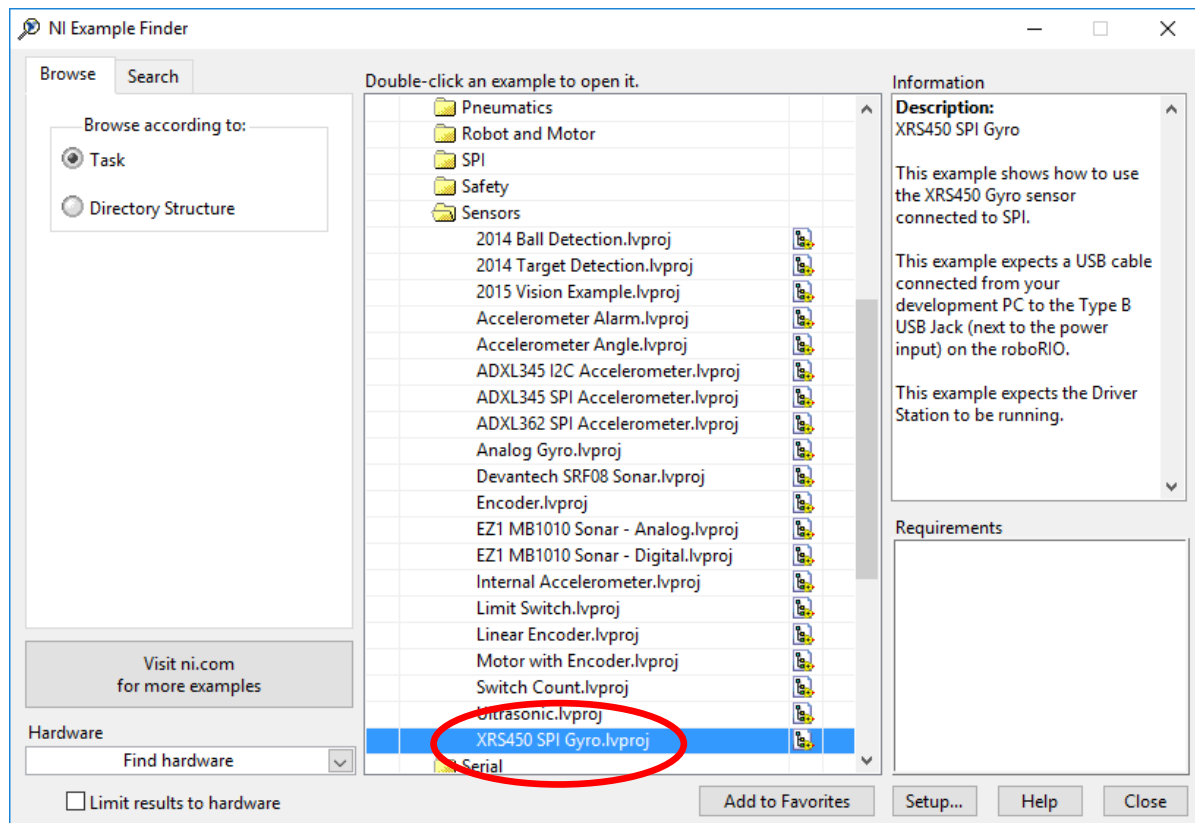 NI Example Finder
Browse
Search
Browse according to:
Task
Directory Structure
Visit ni.com
for more examples
Hardware
Find hardware
Limit results to hardware
Double-click an example to open it.
Pneumatics
Robot and Motor
SPI
Safety
Sensors
2014 Ball Detection.lvproj
2014 Target Detection.lvproj
2015 Vision Example.lvproj
Accelerometer Alarm.lvproj
Accelerometer Angle.lvproj
ADXL345 I2C Accelerometer.lvproj
ADXL345 SPI Accelerometer.lvproj
ADXL362 SPI Accelerometer.lvproj
Analog Gyro.lvproj
Devantech SRF08 Sonar.lvproj
Encoder.lvproj
EZ1 MB1010 Sonar - Analog.lvproj
EZ1 MB1010 Sonar - Digital.lvproj
Internal Accelerometer.lvproj
Limit Switch.lvproj
Linear Encoder.lvproj
Motor with Encoder.lvproj
Switch Count.lvproj
Ultrasonic.lvproj
XRS450 SPI Gyro.lvproj
Serial
Information
Description:
XRS450 SPI Gyro
This example shows how to use
the XRS450 Gyro sensor
connected to SPI.
This example expects a USB cable
connected from your
development PC to the Type B
USB Jack (next to the power
input) on the roboRIO.
This example expects the Driver
Station to be running.
Requirements
Add to Favorites
Setup...
Help
Close